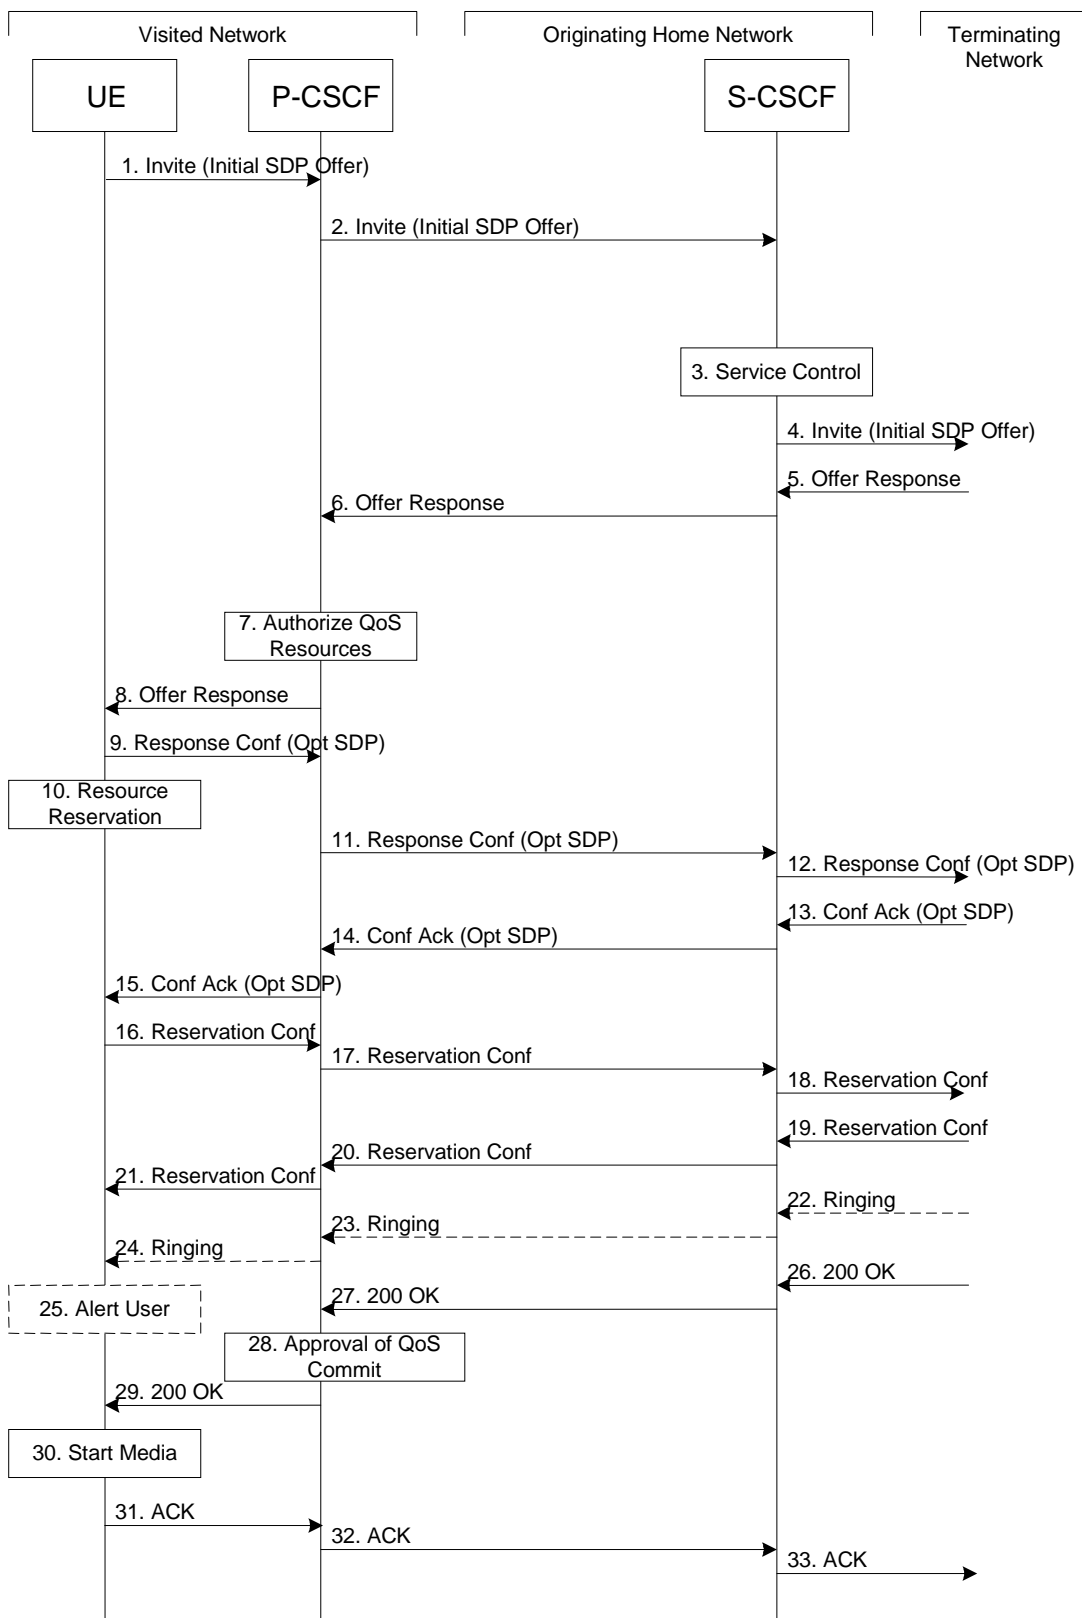 Visited Network
Originating Home Network
Terminating
Network
UE
P-CSCF
S-CSCF
1. Invite (Initial SDP Offer)
2. Invite (Initial SDP Offer)
3. Service Control
4. Invite (Initial SDP Offer)
5. Offer Response
6. Offer Response
7. Authorize QoS
Resources
8. Offer Response
9. Response Conf (Opt SDP)
10. Resource
Reservation
11. Response Conf (Opt SDP)
12. Response Conf (Opt SDP)
13. Conf Ack (Opt SDP)
14. Conf Ack (Opt SDP)
15. Conf Ack (Opt SDP)
16. Reservation Conf
17. Reservation Conf
18. Reservation Conf
19. Reservation Conf
20. Reservation Conf
21. Reservation Conf
22. Ringing
23. Ringing
24. Ringing
26. 200 OK
25. Alert User
27. 200 OK
28. Approval of QoS
Commit
29. 200 OK
30. Start Media
31. ACK
32. ACK
33. ACK